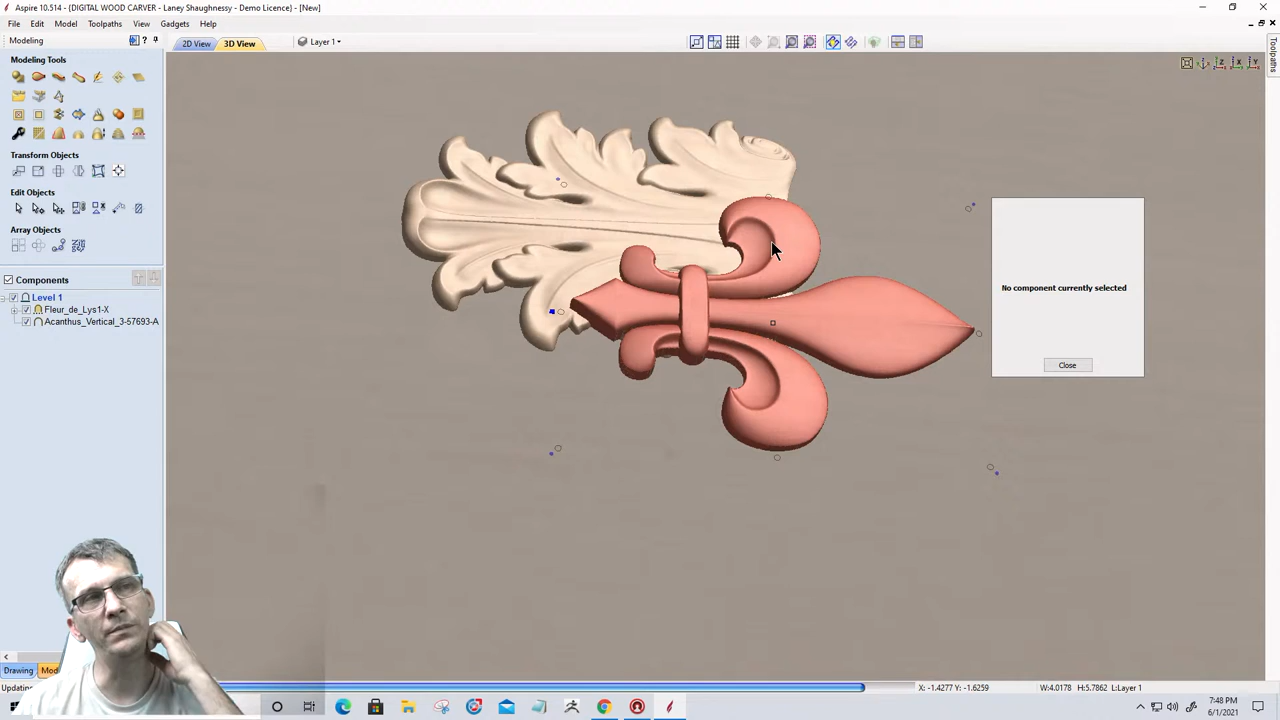 Aspire 10.514 - (DIGITAL WOOD CARVER - Laney Shaughnessy - Demo Licence) - [New]
File Edit Model Toolpaths View Gadgets Help
Modeling
2D View 3D View Layer 1
Modeling Tools
Transform Objects
Edit Objects
Array Objects
Components
Level 1
Fleur_de_Lys1-X
Acanthus_Vertical_3-57693-A
No component currently selected
Close
Toolpaths
Drawing Mod
Updating
X: -1.4277 Y: -1.6259 W:4.0178 H:5.7862 L:Layer 1
7:48 PM
6/1/2021